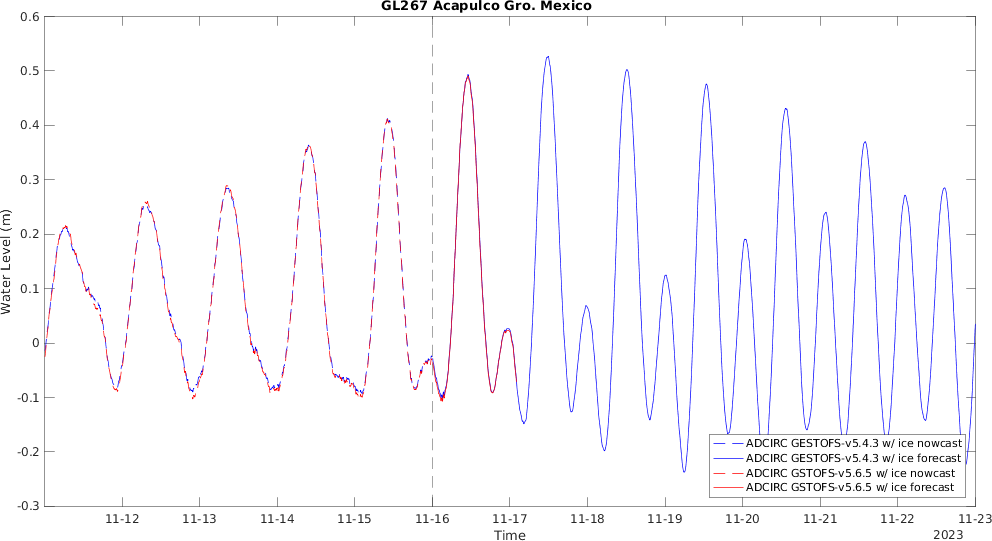 GL267 Acapulco Gro. Mexico
0.6
0.5
0.4
0.3
0.2
0.1
0
-0.1
-0.2
-0.3
Water Level (m)
ADCIRC GESTOFS-v5.4.3 w/ ice nowcast
ADCIRC GESTOFS-v5.4.3 w/ ice forecast
ADCIRC GSTOFS-v5.6.5 w/ ice nowcast
ADCIRC GSTOFS-v5.6.5 w/ ice forecast
11-12 11-13 11-14 11-15 11-16 11-17 11-18 11-19 11-20 11-21 11-22 11-23
Time
2023